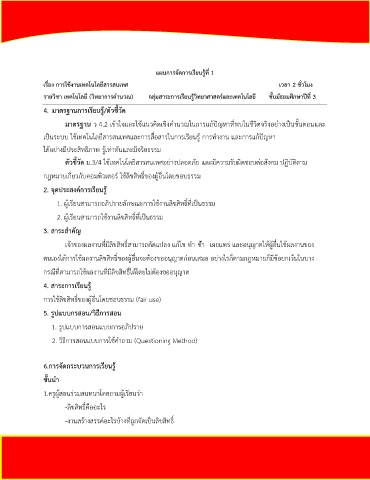 แผนการจัดการเรียนรู้ที่ 1
เรื่อง การใช้งานเทคโนโลยีสารสนเทศ เวลา 2 ชั่วโมง
รายวิชา เทคโนโลยี (วิทยาการคำนวณ) กลุ่มสาระการเรียนรู้วิทยาศาสตร์และเทคโนโลยี ชั้นมัธยมศึกษาปีที่ 3
4. มาตรฐานการเรียนรู้/ตัวชี้วัด
มาตรฐาน ว 4.2 เข้าใจและใช้แนวคิดเชิงคำนวณในการแก้ปัญหาที่พบในชีวิตจริงอย่างเป็นขั้นตอนและ
เป็นระบบ ใช้เทคโนโลยีสารสนเทศและการสื่อสารในการเรียนรู้ การทำงาน และการแก้ปัญหา
ได้อย่างมีประสิทธิภาพ รู้เท่าทันและมีจริยธรรม
ตัวชี้วัด ม.3/4 ใช้เทคโนโลยีสารสนเทศอย่างปลอดภัย และมีความรับผิดชอบต่อสังคม ปฏิบัติตาม
กฎหมายเกี่ยวกับคอมพิวเตอร์ ใช้ลิขสิทธิ์ของผู้อื่นโดยชอบธรรม
2. จุดประสงค์การเรียนรู้
1. ผู้เรียนสามารถอภิปรายลักษณะการใช้งานลิขสิทธิ์ที่เป็นธรรม
2. ผู้เรียนสามารถใช้งานลิขสิทธิ์ที่เป็นธรรม
3. สาระสำคัญ
เจ้าของผลงานที่มีลิขสิทธิ์สามารถดัดแปลง แก้ไข ทำ ซ้ำ เผยแพร่ และอนุญาตให้ผู้อื่นใช้ผลงานของ
ตนเองได้การใช้ผลงานลิขสิทธิ์ของผู้อื่นจะต้องขออนุญาตก่อนเสมอ อย่างไรก็ตามกฎหมายก็มีข้อยกเว้นในบาง
กรณีที่สามารถใช้ผลงานที่มีลิขสิทธิ์ได้โดยไม่ต้องขออนุญาต
4. สาระการเรียนรู้
การใช้ลิขสิทธิ์ของผู้อื่นโดยชอบธรรม (fair use)
5. รูปแบบการสอน/วิธีการสอน
1. รูปแบบการสอนแบบการอภิปราย
2. วิธีการสอนแบบการใช้คำถาม (Questioning Method)
6.การจัดกระบวนการเรียนรู้
ขั้นนำ
1.ครูผู้สอนร่วมสนทนาโดยถามผู้เรียนว่า
-ลิขสิทธิ์คืออะไร
-งานสร้างสรรค์อะไรบ้างที่ถูกจัดเป็นลิขสิทธิ์